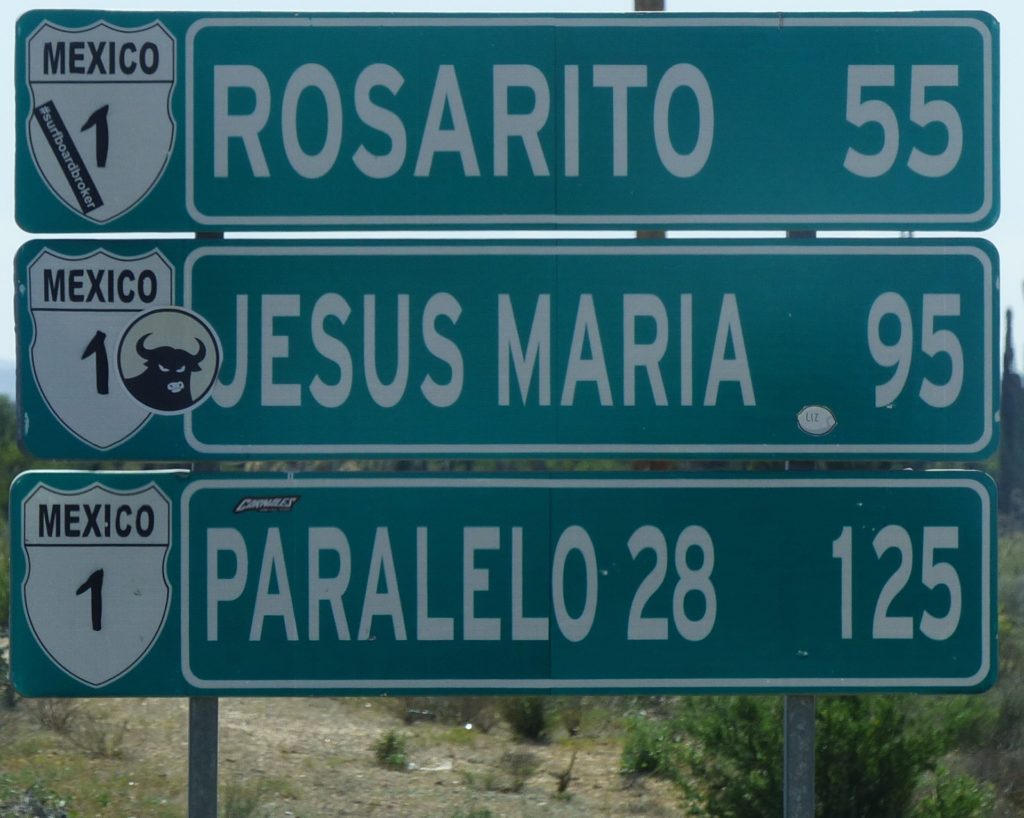 MEXICO
1
#surfboardbroker
ROSARITO 55
MEXICO
1
JESUS MARIA 95
LIZ
MEXICO
1
PARALELO 28 125